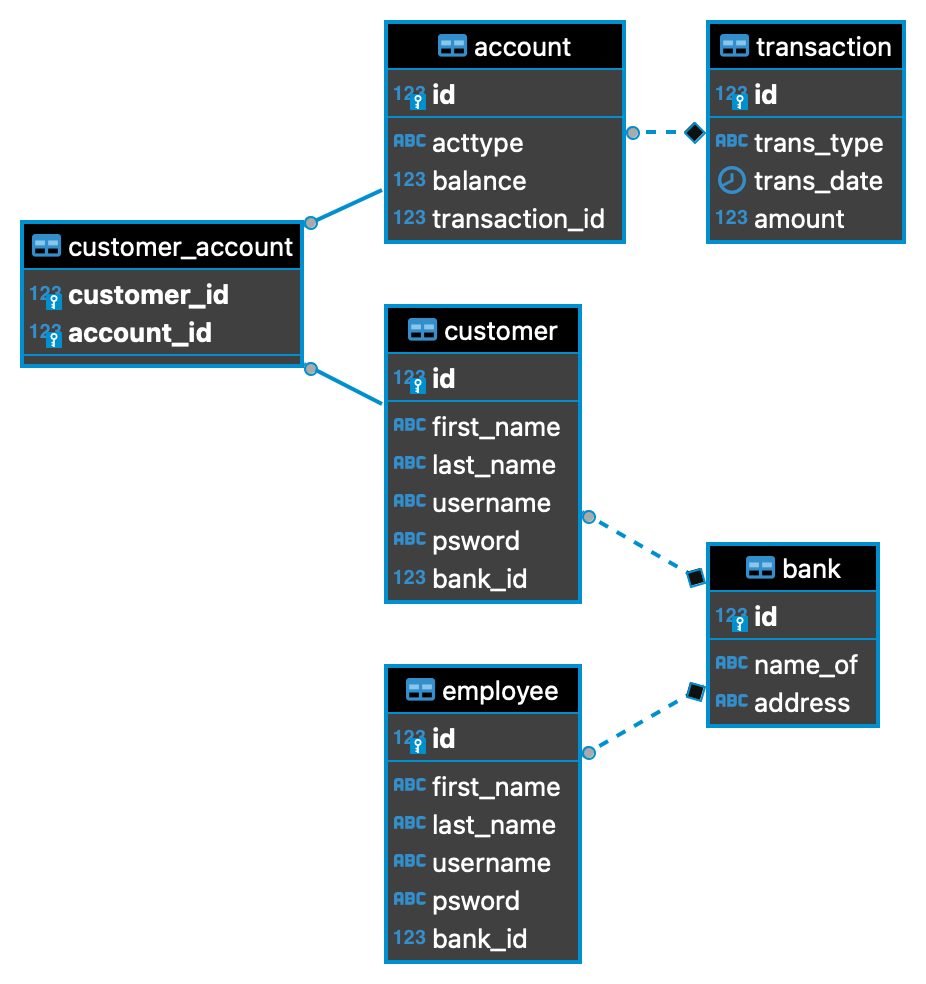 account
123 id
ABC acttype
123 balance
123 transaction_id
transaction
123 id
ABC trans_type
trans_date
123 amount
customer_account
123 customer_id
123 account_id
customer
123 id
ABC first_name
ABC last_name
ABC username
ABC psword
123 bank_id
bank
123 id
ABC name_of
ABC address
employee
123 id
ABC first_name
ABC last_name
ABC username
ABC psword
123 bank_id